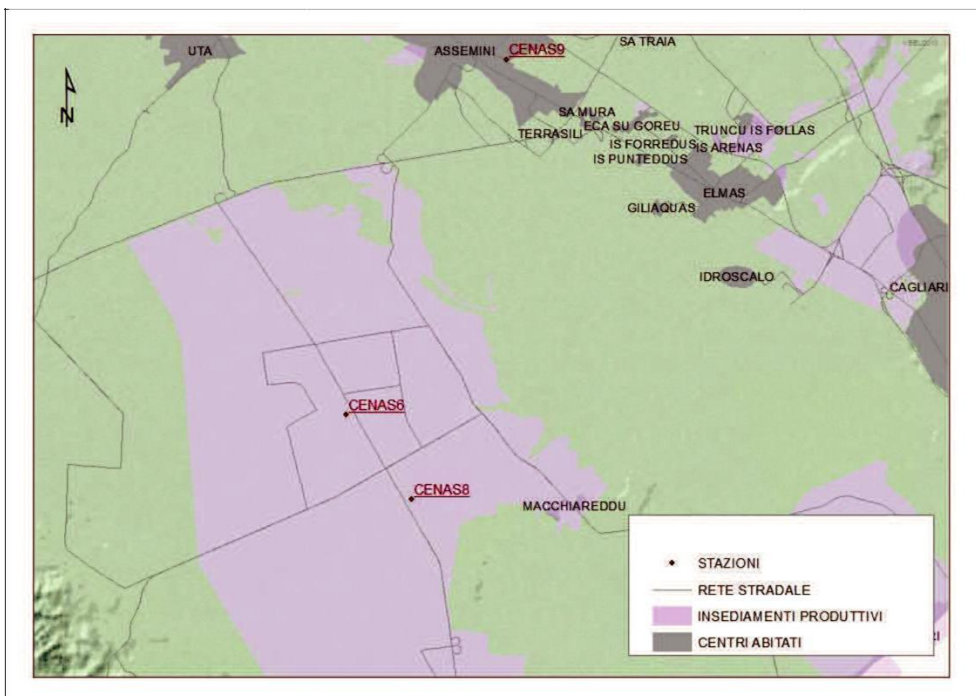 SA TRAIA
UTA
ASSEMINI
CENAS9
SA MURA
ECA SU GOREU
TERRASILI
TRUNCU IS FOLLAS
IS FORREDUS
IS ARENAS
IS PUNTEDDUS
ELMAS
GILIAQUAS
IDROSCALO
CAGLIARI
CENAS6
CENAS8
MACCHIAREDDU
N
STAZIONI
RETE STRADALE
INSEDIAMENTI PRODUTTIVI
CENTRI ABITATI